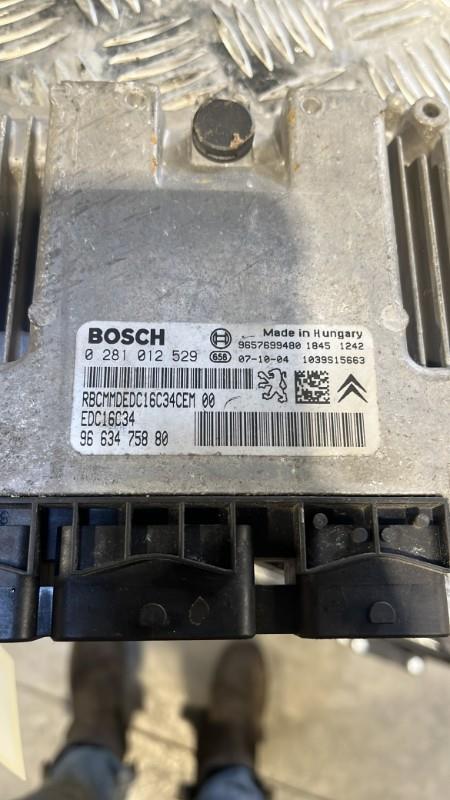 BOSCH
Made in Hungary
9657699480 1845 1242
0 281 012 529
656 07-10-04 1039S15663
RBCMMDEDC16C34CEM 00
EDC16C34
96 634 758 80